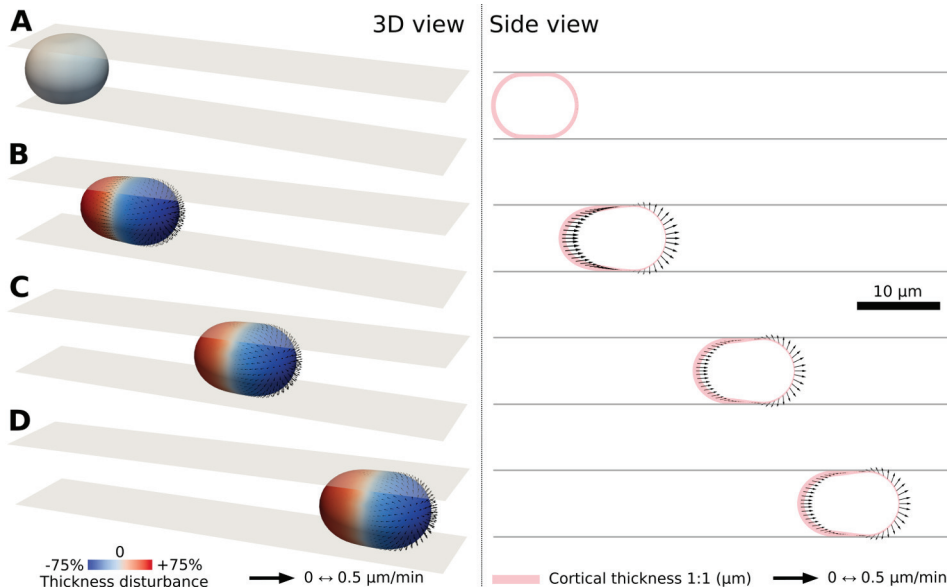 A
3D view
Side view
B
C
10 µm
D
0
-75% +75%
Thickness disturbance
0 ↔ 0.5 µm/min
Cortical thickness 1:1 (µm)
0 ↔ 0.5 µm/min